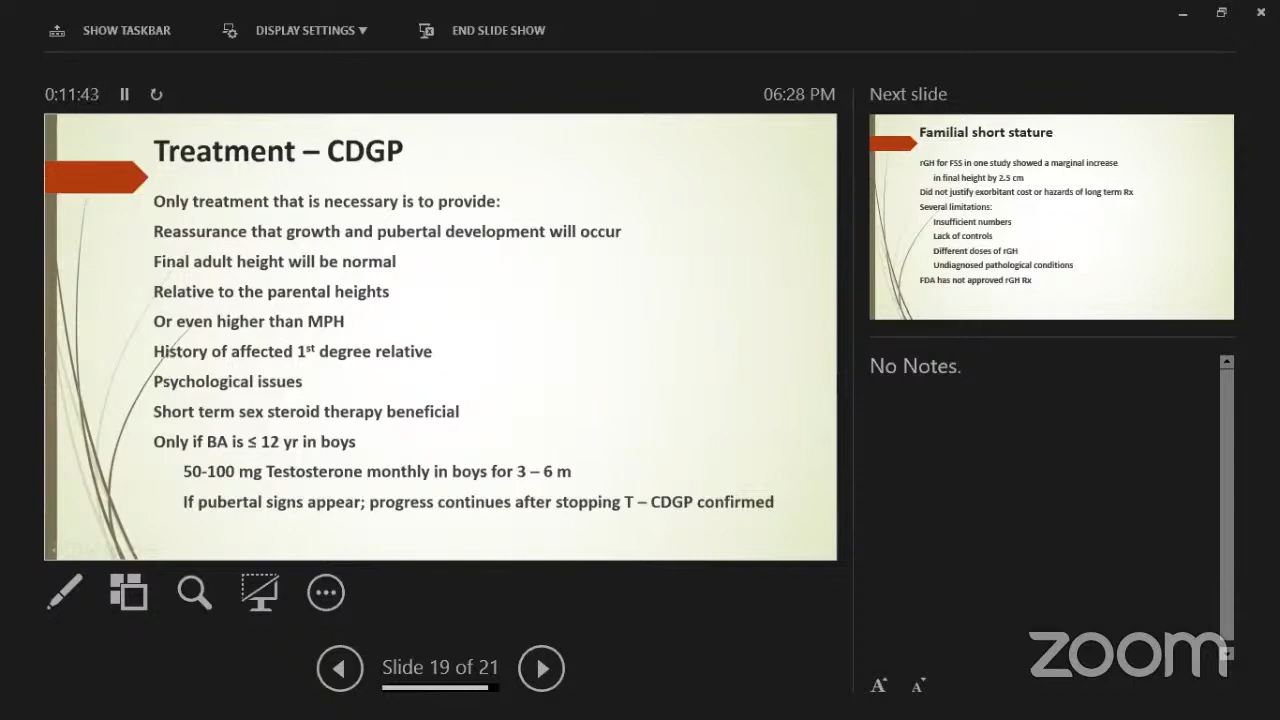 SHOW TASKBAR
DISPLAY SETTINGS
END SLIDE SHOW
0:11:43
06:28 PM
Treatment – CDGP
Only treatment that is necessary is to provide:
Reassurance that growth and pubertal development will occur
Final adult height will be normal
Relative to the parental heights
Or even higher than MPH
History of affected 1st degree relative
Psychological issues
Short term sex steroid therapy beneficial
Only if BA is ≤ 12 yr in boys
50-100 mg Testosterone monthly in boys for 3 – 6 m
If pubertal signs appear; progress continues after stopping T – CDGP confirmed
Slide 19 of 21
Next slide
Familial short stature
rGH for FSS in one study showed a marginal increase
in final height by 2.5 cm
Did not justify exorbitant cost or hazards of long term Rx
Several limitations:
Insufficient numbers
Lack of controls
Different doses of rGH
Undiagnosed pathological conditions
FDA has not approved rGH Rx
No Notes.
A A
zoom